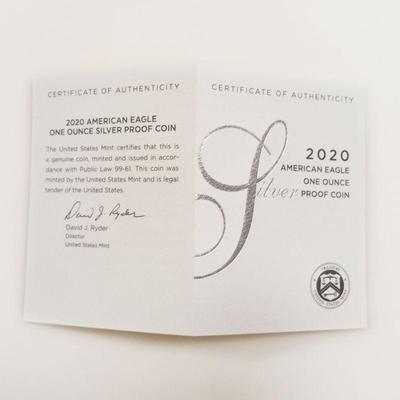 CERTIFICATE OF AUTHENTICITY
2020 AMERICAN EAGLE
ONE OUNCE SILVER PROOF COIN
The United States Mint certifies that this is
a genuine coin, minted and issued in accor-
dance with Public Law 99-61. This coin was
minted by the United States Mint and is legal
tender of the United States.
David J. Ryder
David J. Ryder
Director
United States Mint
CERTIFICATE OF AUTHENTICITY
2020
AMERICAN EAGLE
ONE OUNCE
Silver PROOF COIN